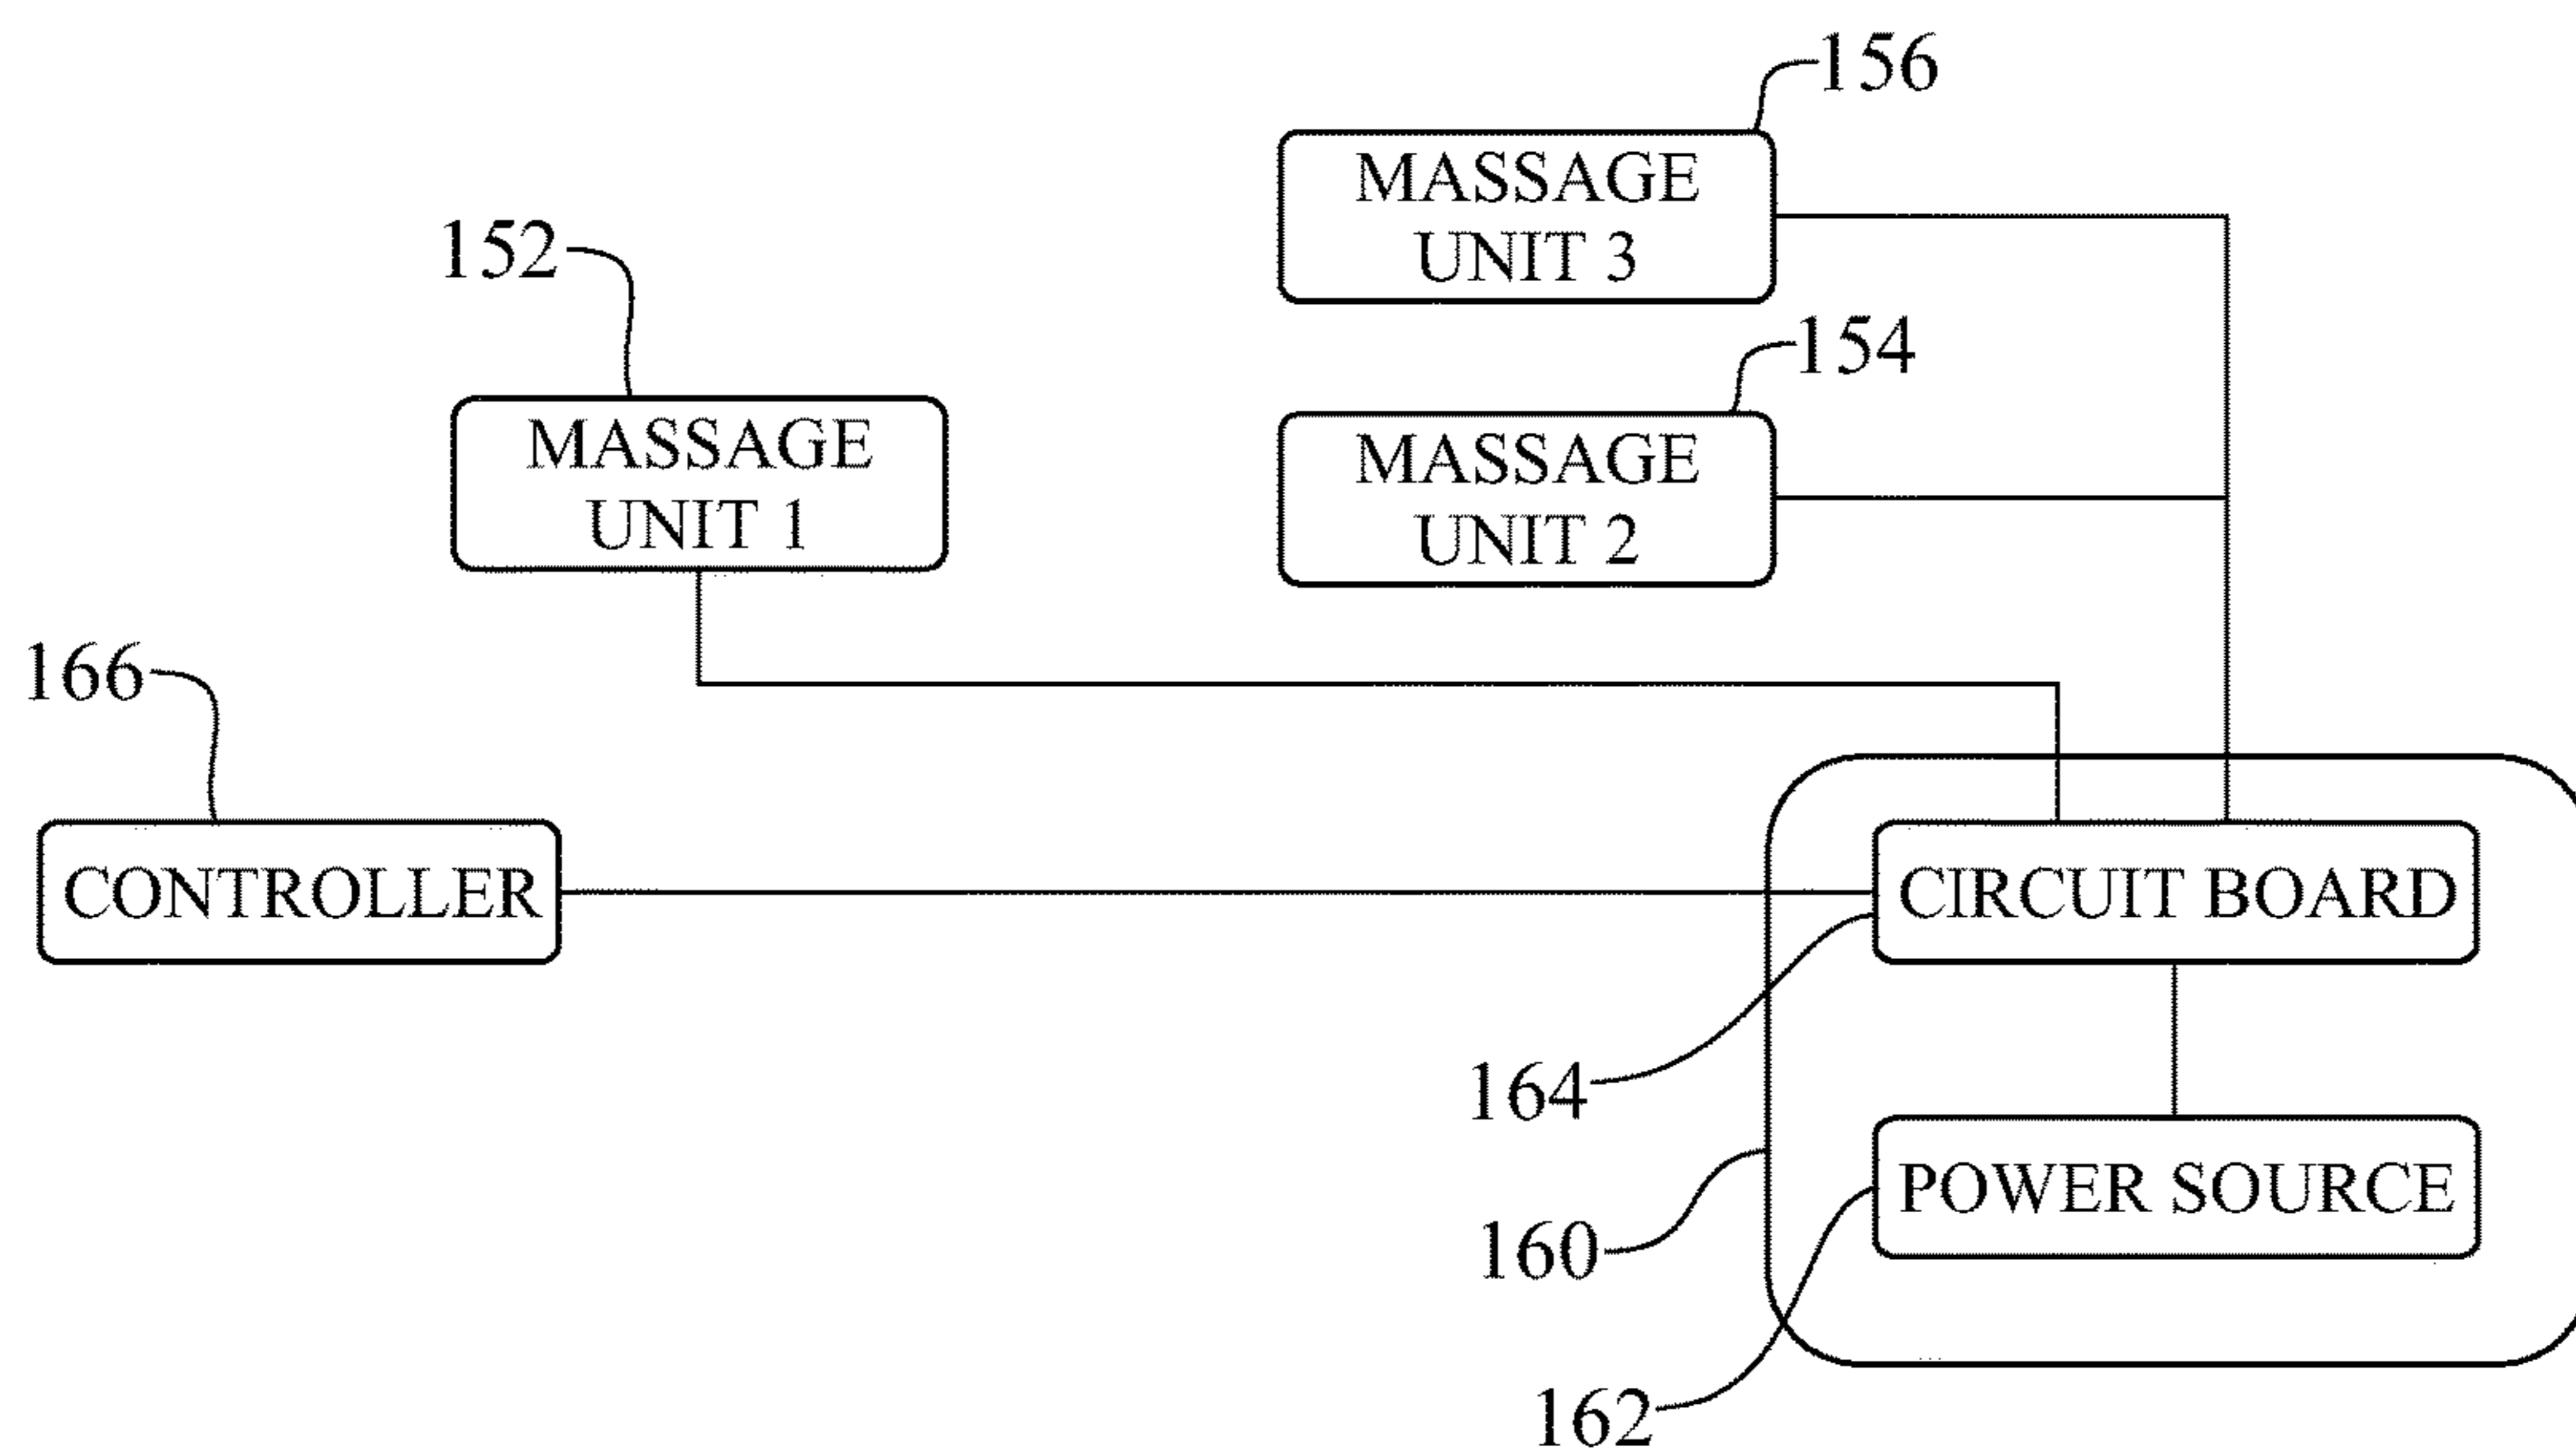 156
MASSAGE
UNIT 3
152
154
MASSAGE
UNIT 1
MASSAGE
UNIT 2
166
CONTROLLER
CIRCUIT BOARD
164
POWER SOURCE
160
162